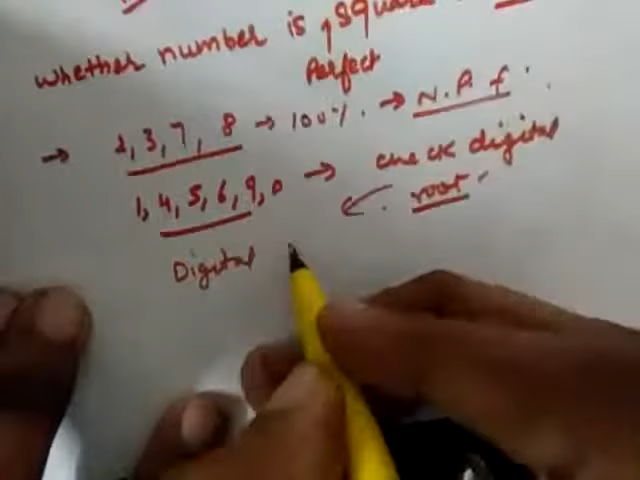 whether number is, square
Perfect
→ 2, 3, 7, 8 → 100%. → N.P.f.
1, 4, 5, 6, 9, 0 → check digital
root
Digital